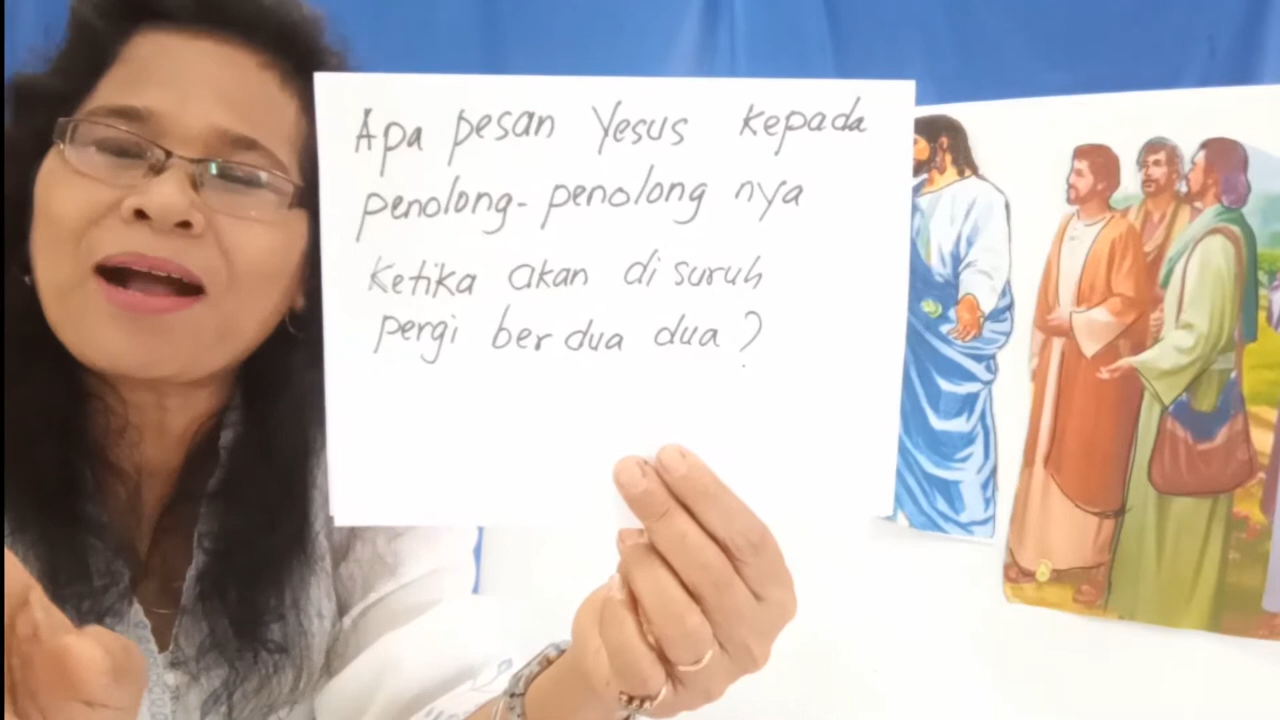 Apa pesan Yesus kepada
penolong-penolong nya
ketika akan di suruh
pergi ber dua dua?